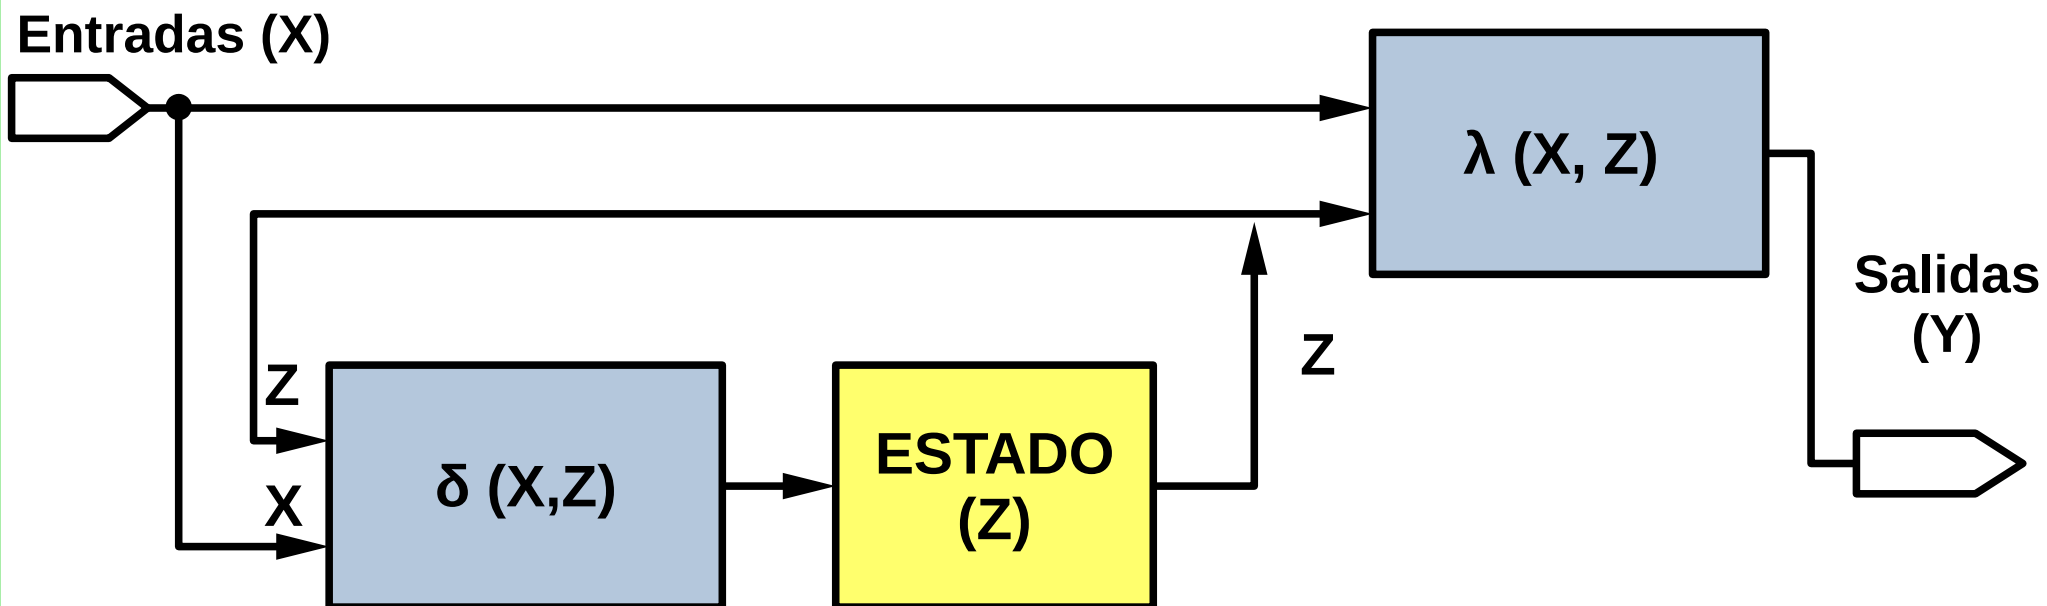 Entradas (X)
λ (X, Z)
Salidas
(Y)
Z
Z
X
δ (X,Z)
ESTADO
(Z)